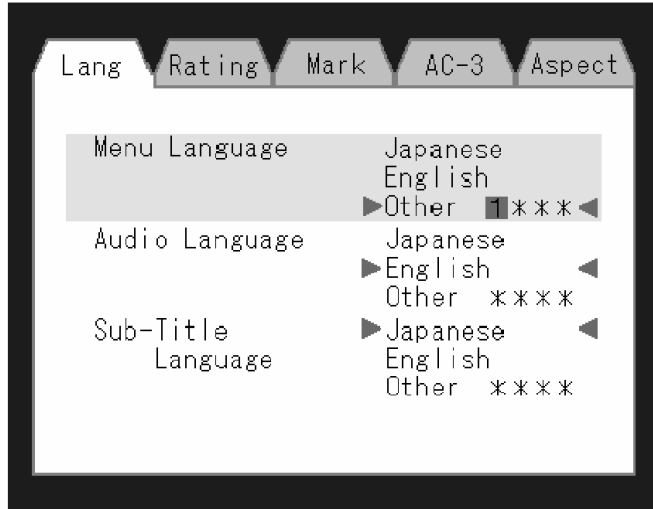 Lang Rating Mark AC-3 Aspect
Menu Language Japanese
English
▶Other 1***◀
Audio Language Japanese
▶English ◀
Other ****
Sub-Title ▶Japanese ◀
Language English
Other ****